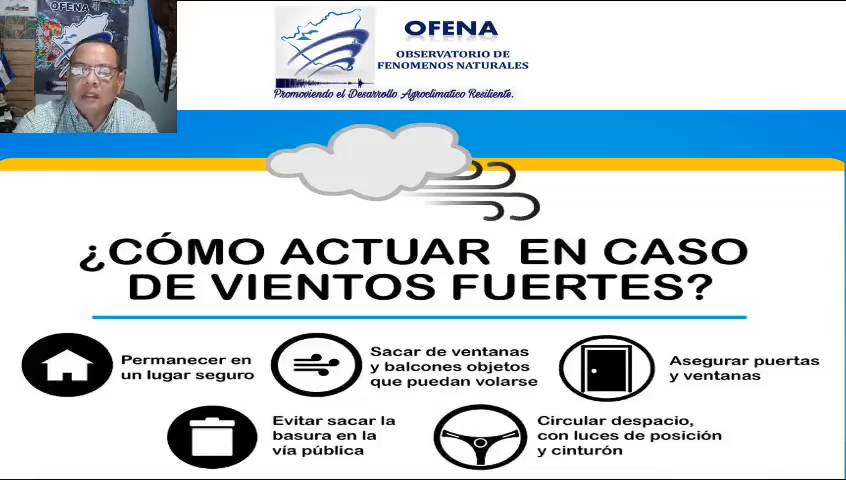 OFENA
OFENA
OBSERVATORIO DE
FENOMENOS NATURALES
Promoviendo el Desarrollo Agroclimatico Resiliente.
¿CÓMO ACTUAR EN CASO
DE VIENTOS FUERTES?
Permanecer en
un lugar seguro
Sacar de ventanas
y balcones objetos
que puedan volarse
Asegurar puertas
y ventanas
Evitar sacar la
basura en la
vía pública
Circular despacio,
con luces de posición
y cinturón